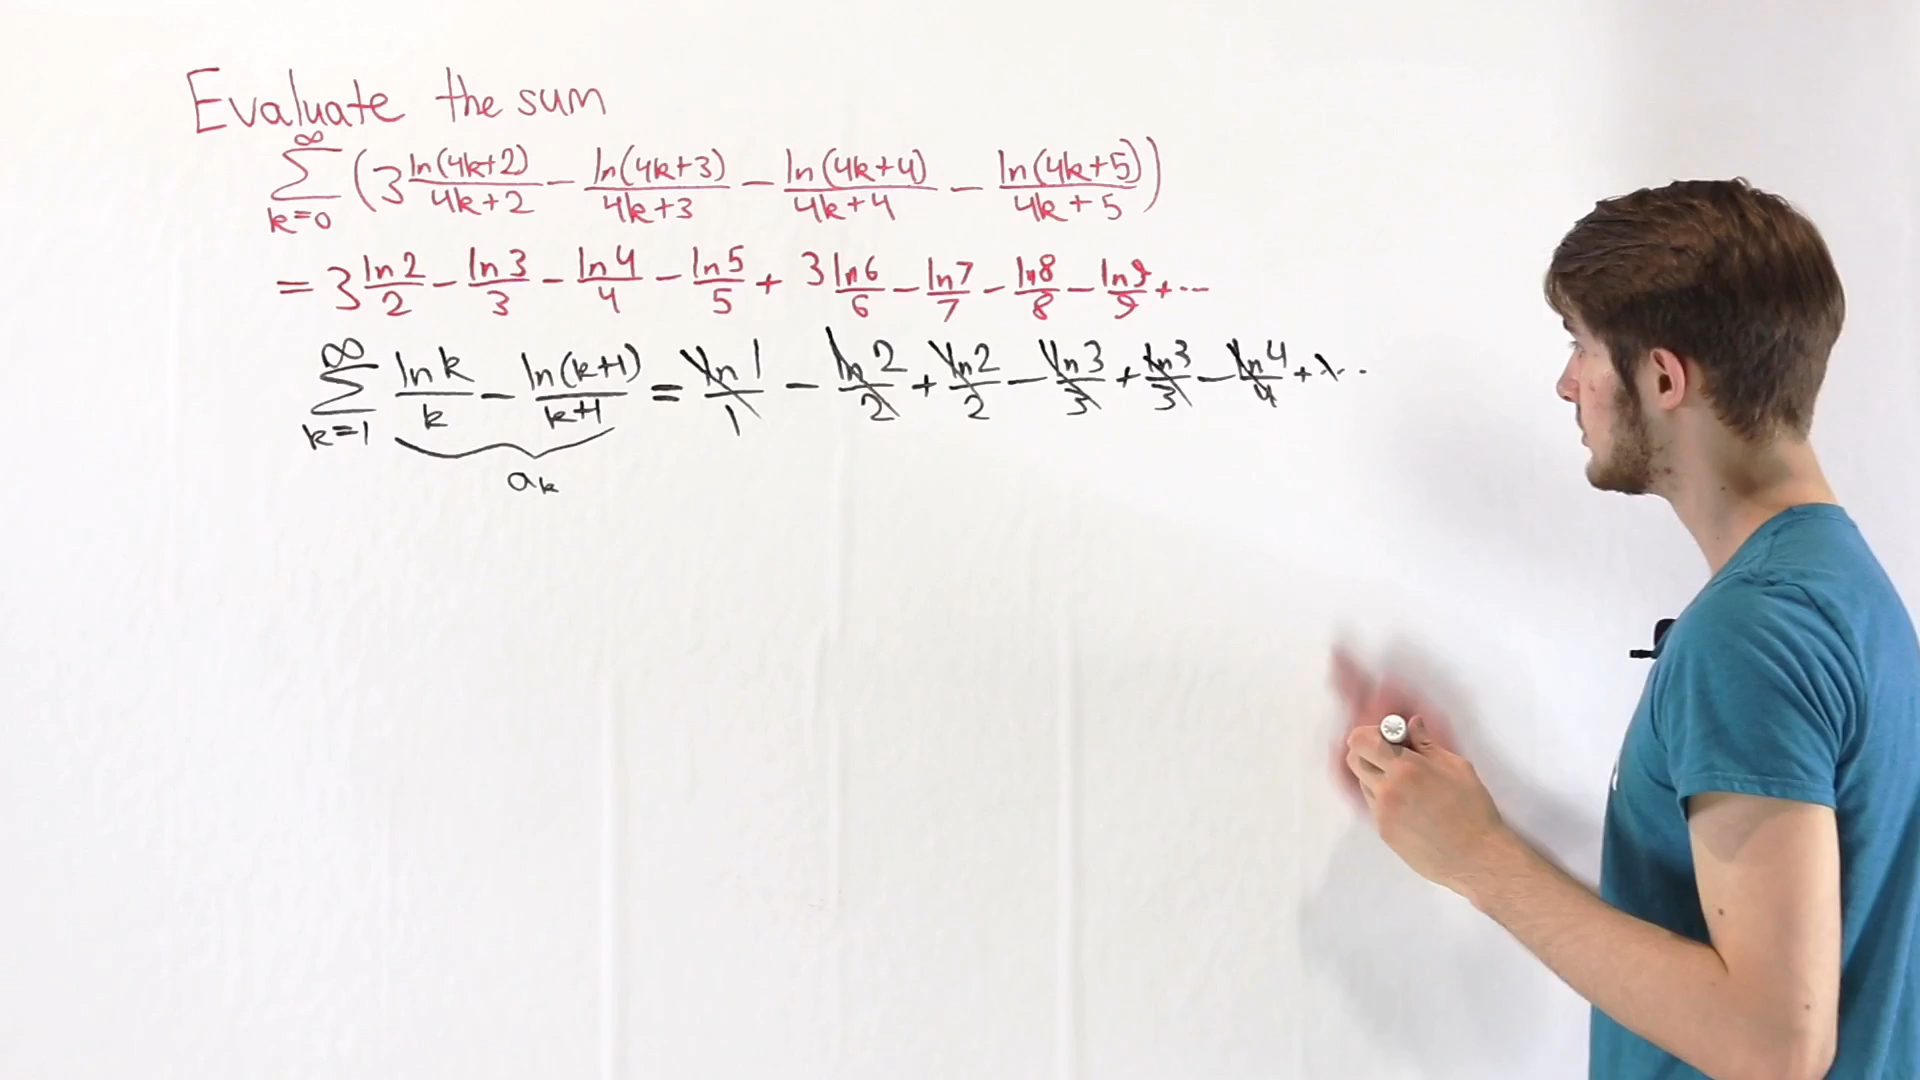 Evaluate the sum
∞∑k=0 (3 ln(4k+2)/4k+2 − ln(4k+3)/4k+3 − ln(4k+4)/4k+4 − ln(4k+5)/4k+5)
= 3 ln2/2 − ln3/3 − ln4/4 − ln5/5 + 3 ln6/6 − ln7/7 − ln8/8 − ln9/9 + ...
∞∑k=1 ln k/k − ln(k+1)/k+1 = ln1/1 − ln2/2 + ln2/2 − ln3/3 + ln3/3 − ln4/4 + ...
ak